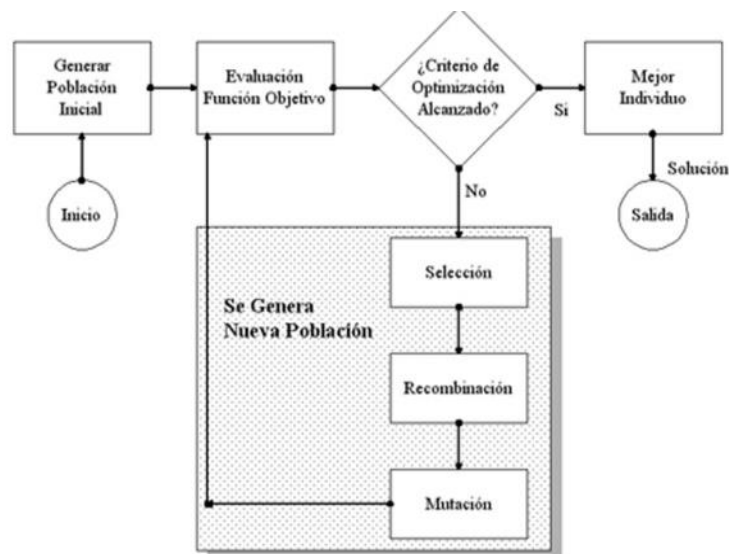 Generar
Población
Inicial
Evaluación
Función Objetivo
¿Criterio de
Optimización
Alcanzado?
Si
Mejor
Individuo
Inicio
No
Solución
Salida
Selección
Se Genera
Nueva Población
Recombinación
Mutación